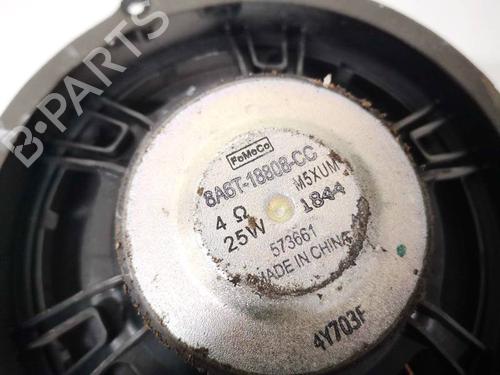 B-PARTS
FoMoCo
8A6T-18808-CC
4 Ω M5XUM
25W 1844
573661
MADE IN CHINA
4Y703F